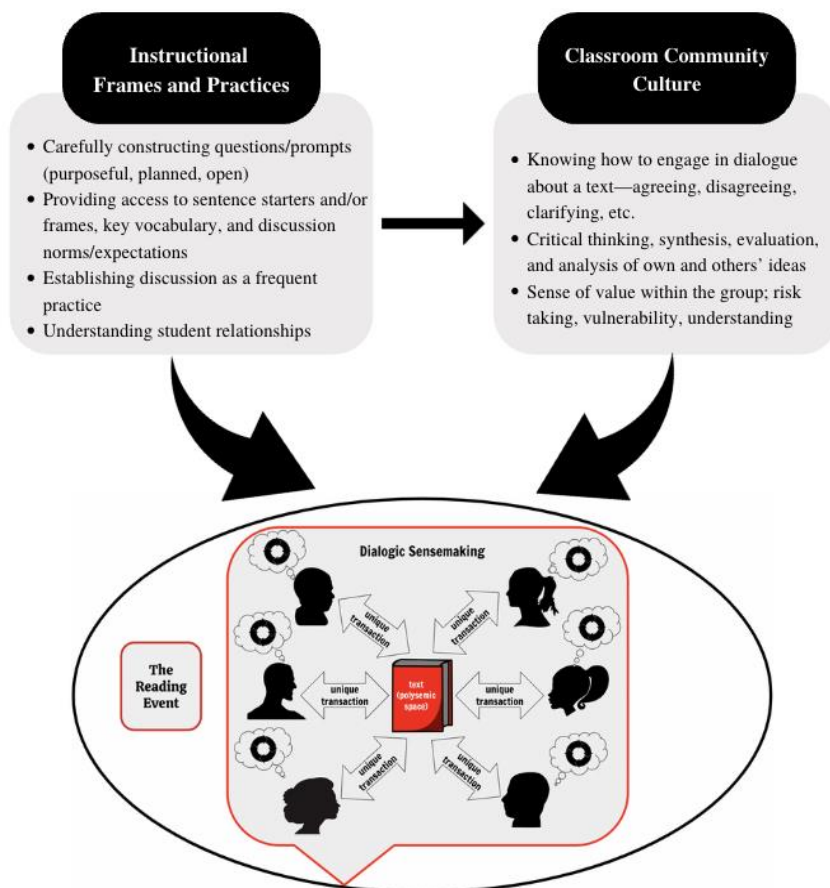 Instructional
Frames and Practices
• Carefully constructing questions/prompts
(purposeful, planned, open)
• Providing access to sentence starters and/or
frames, key vocabulary, and discussion
norms/expectations
• Establishing discussion as a frequent
practice
• Understanding student relationships
Classroom Community
Culture
• Knowing how to engage in dialogue
about a text—agreeing, disagreeing,
clarifying, etc.
• Critical thinking, synthesis, evaluation,
and analysis of own and others’ ideas
• Sense of value within the group; risk
taking, vulnerability, understanding
Dialogic Sensemaking
unique
transaction
unique
transaction
The
Reading
Event
unique
transaction
text
(polysemic
space)
unique
transaction
unique
transaction
unique
transaction